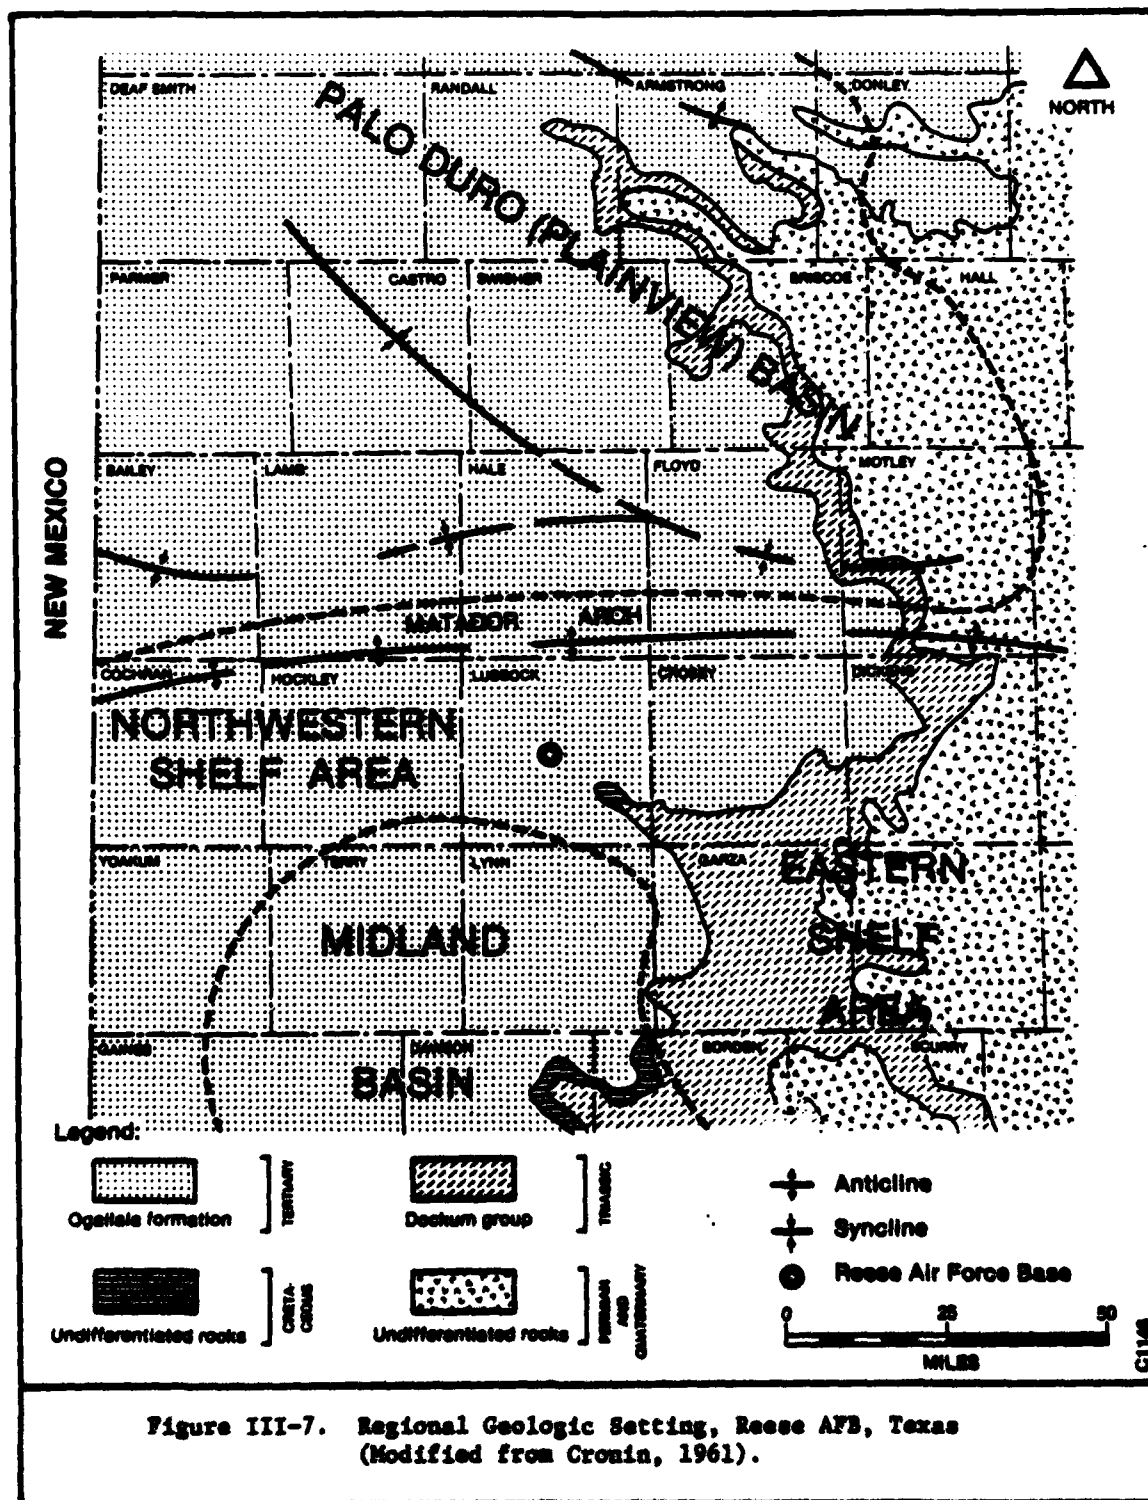 NORTH
DEAF SMITH
RANDALL
ARMSTRONG
DONLEY
PALO DURO (PLAINVIEW) BASIN
PARMER
CASTRO
SWISHER
BRISCOE
HALL
NEW MEXICO
BAILEY
LAMB
HALE
FLOYD
MOTLEY
MATADOR ARCH
COCHRAN
HOCKLEY
LUBBOCK
CROSBY
DICKENS
NORTHWESTERN
SHELF AREA
YOAKUM
TERRY
LYNN
GARZA
EASTERN
SHELF
AREA
MIDLAND
BASIN
GAINES
DAWSON
BORDEN
SCURRY
Legend:
Ogallala formation
TERTIARY
Dockum group
TRIASSIC
Undifferentiated rocks
CRETA-
CEOUS
Undifferentiated rocks
PERMIAN
AND
QUATERNARY
Anticline
Syncline
Reese Air Force Base
0 25 50
MILES
Figure III-7. Regional Geologic Setting, Reese AFB, Texas
(Modified from Cronin, 1961).